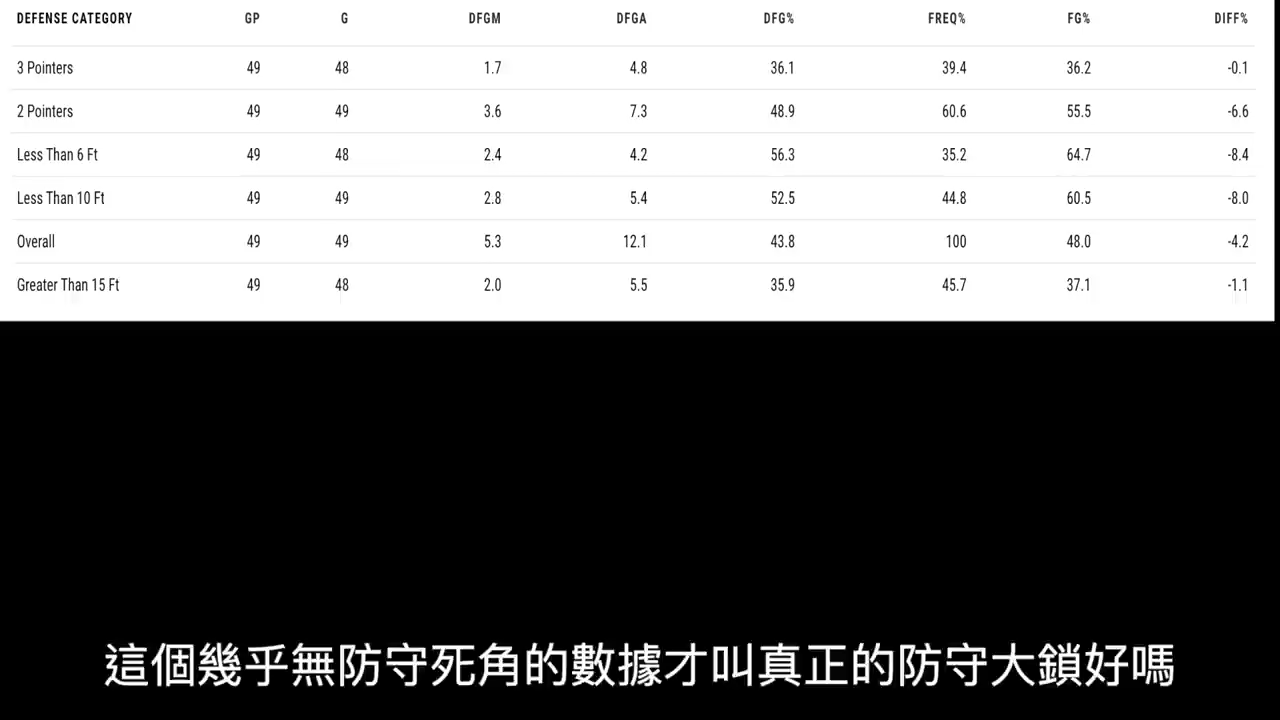 DEFENSE CATEGORY GP G DFGM DFGA DFG% FREQ% FG% DIFF%
3 Pointers 49 48 1.7 4.8 36.1 39.4 36.2 -0.1
2 Pointers 49 49 3.6 7.3 48.9 60.6 55.5 -6.6
Less Than 6 Ft 49 48 2.4 4.2 56.3 35.2 64.7 -8.4
Less Than 10 Ft 49 49 2.8 5.4 52.5 44.8 60.5 -8.0
Overall 49 49 5.3 12.1 43.8 100 48.0 -4.2
Greater Than 15 Ft 49 48 2.0 5.5 35.9 45.7 37.1 -1.1
這個幾乎無防守死角的數據才叫真正的防守大鎖好嗎